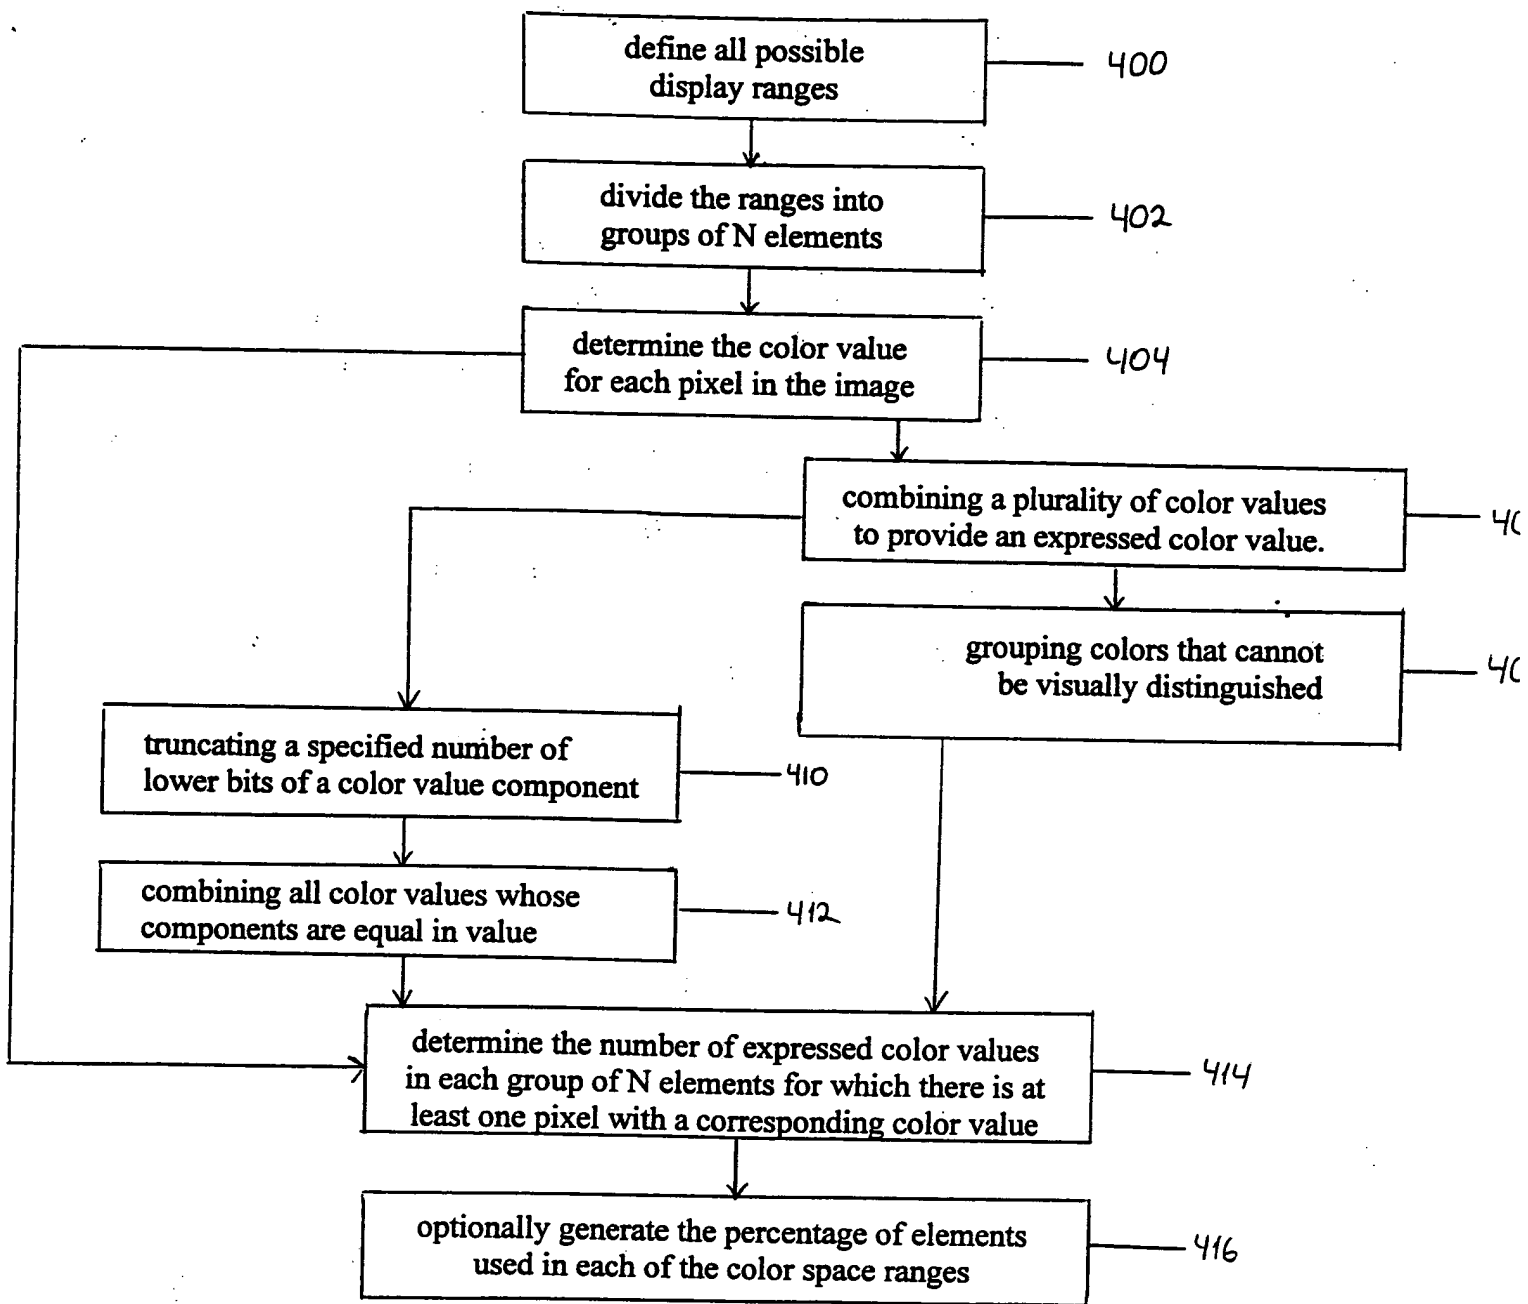 define all possible
display ranges
400
divide the ranges into
groups of N elements
402
determine the color value
for each pixel in the image
404
combining a plurality of color values
to provide an expressed color value.
grouping colors that cannot
be visually distinguished
truncating a specified number of
lower bits of a color value component
410
combining all color values whose
components are equal in value
412
determine the number of expressed color values
in each group of N elements for which there is at
least one pixel with a corresponding color value
414
optionally generate the percentage of elements
used in each of the color space ranges
416